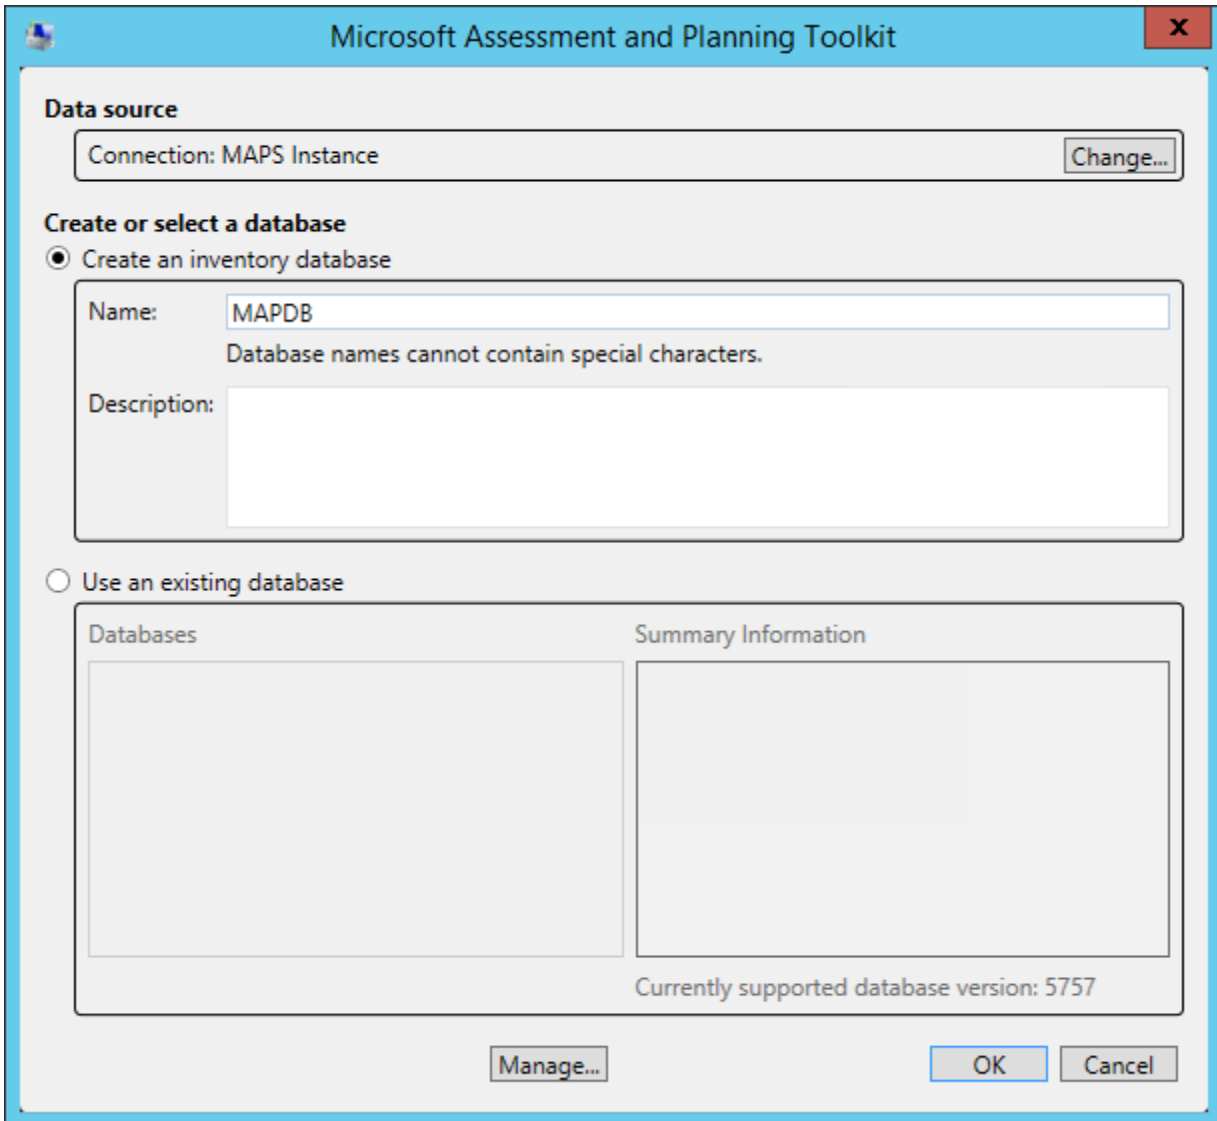 Microsoft Assessment and Planning Toolkit
x
Data source
Connection: MAPS Instance
Change...
Create or select a database
Create an inventory database
Name:
MAPDB
Database names cannot contain special characters.
Description:
Use an existing database
Databases
Summary Information
Currently supported database version: 5757
Manage...
OK
Cancel